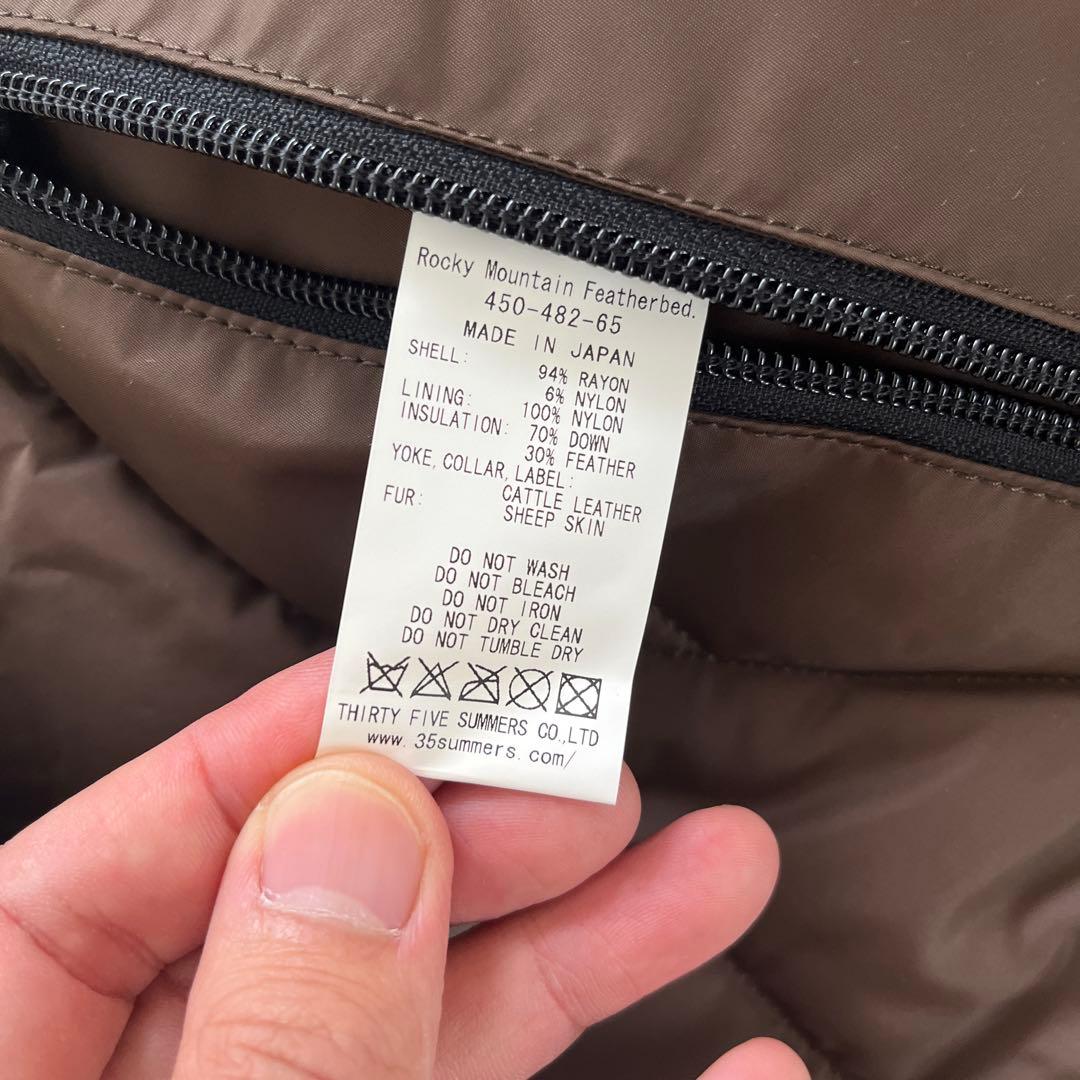 Rocky Mountain Featherbed.
450-482-65
MADE IN JAPAN
SHELL: 94% RAYON
6% NYLON
LINING: 100% NYLON
INSULATION: 70% DOWN
30% FEATHER
YOKE, COLLAR, LABEL:
CATTLE LEATHER
FUR: SHEEP SKIN
DO NOT WASH
DO NOT BLEACH
DO NOT IRON
DO NOT DRY CLEAN
DO NOT TUMBLE DRY
THIRTY FIVE SUMMERS CO.,LTD
www.35summers.com/